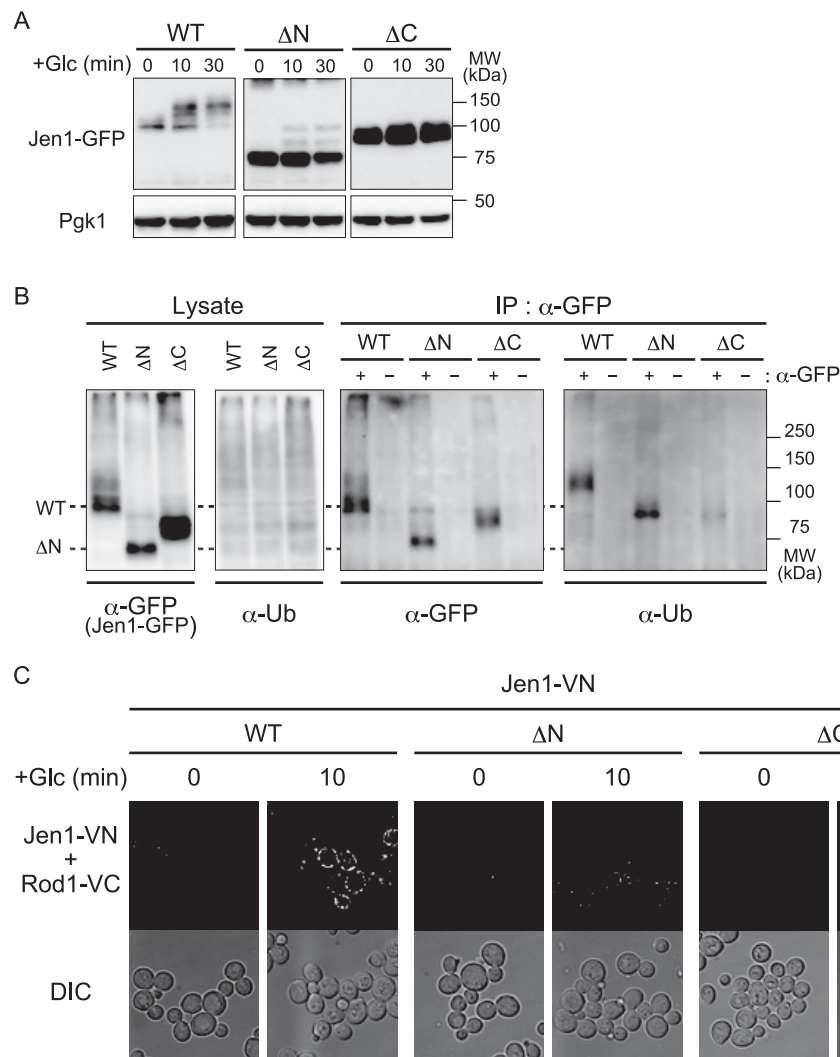 A
WT ΔN ΔC
+Glc (min) 0 10 30 0 10 30 0 10 30 MW (kDa)
150
Jen1-GFP 100
75
50
Pgk1
B
Lysate IP : α-GFP
WT ΔN ΔC WT ΔN ΔC WT ΔN ΔC WT ΔN ΔC
+ – + – + – + – + – + – : α-GFP
250
150
WT 100
75
ΔN MW (kDa)
α-GFP α-Ub α-GFP α-Ub
(Jen1-GFP)
C
Jen1-VN
WT ΔN
+Glc (min) 0 10 0 10 0
Jen1-VN
+
Rod1-VC
DIC